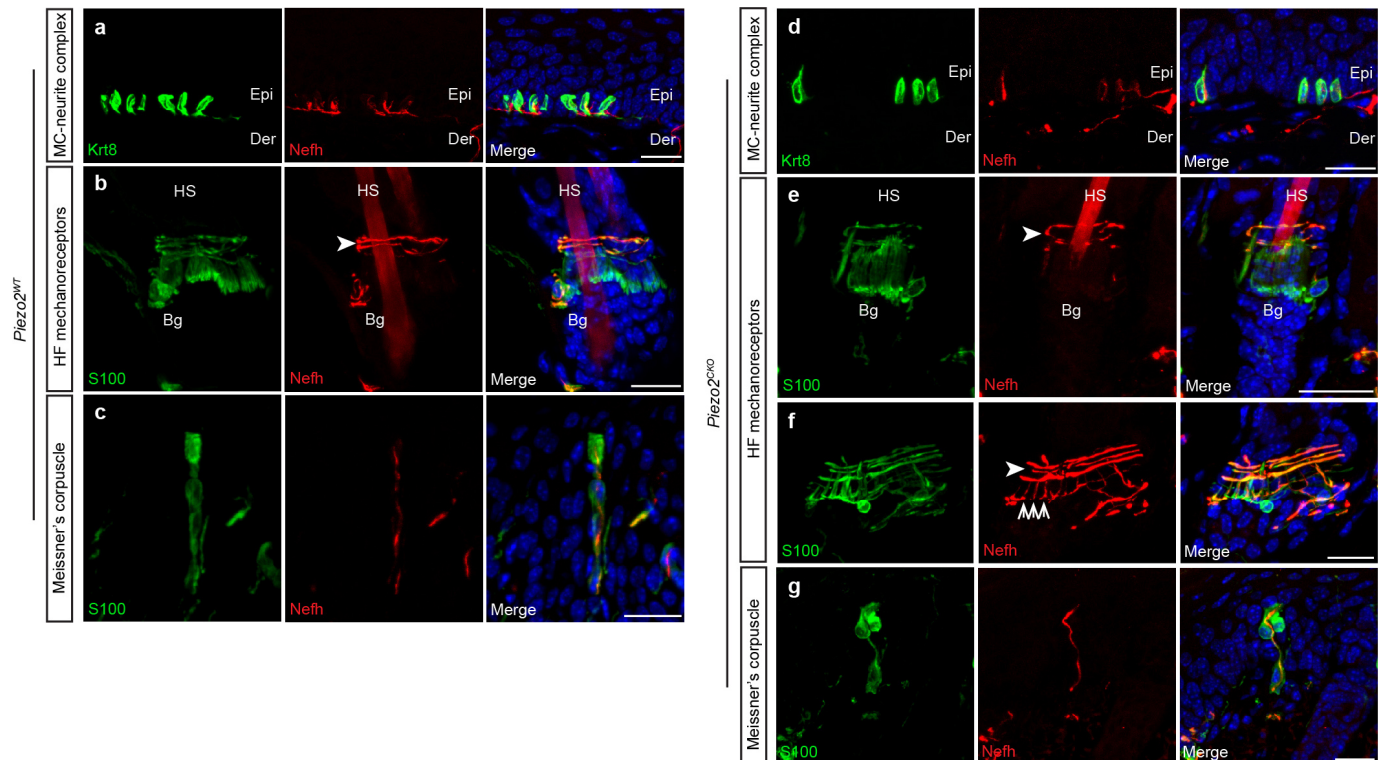 Piezo2WT
MC-neurite complex
a
Krt8
Epi
Der
Nefh
Epi
Der
Merge
Epi
Der
HF mechanoreceptors
b
HS
Bg
S100
HS
Bg
Nefh
HS
Bg
Merge
Meissner's corpuscle
c
S100
Nefh
Merge
Piezo2CKO
MC-neurite complex
d
Krt8
Epi
Der
Nefh
Epi
Der
Merge
Epi
Der
HF mechanoreceptors
e
HS
Bg
S100
HS
Bg
Nefh
HS
Bg
Merge
f
S100
Nefh
Merge
Meissner's corpuscle
g
S100
Nefh
Merge